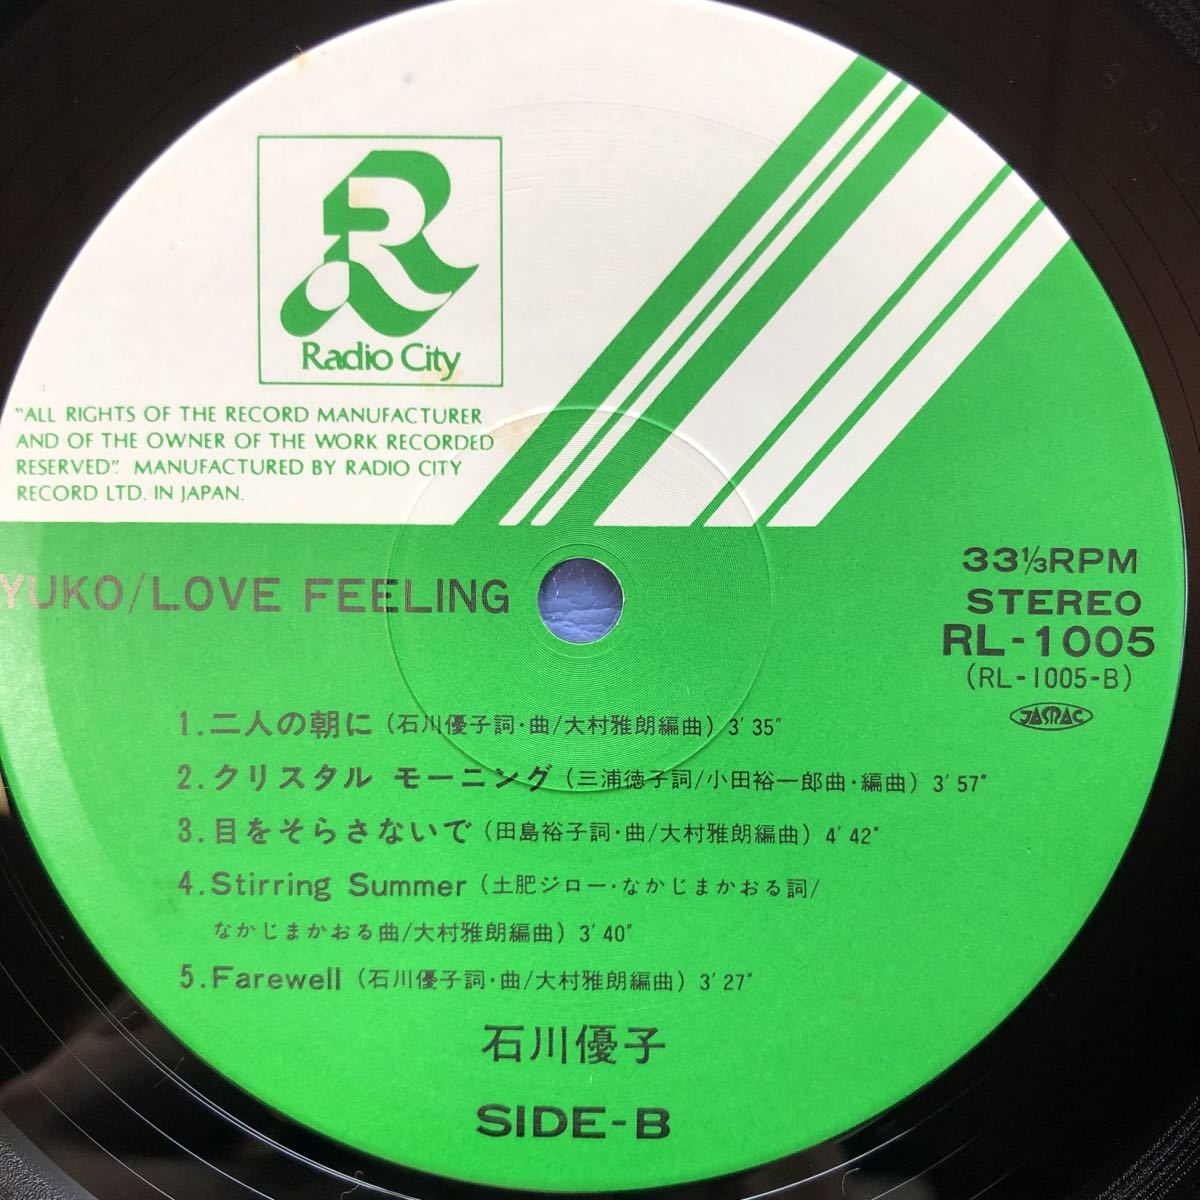 Radio City
"ALL RIGHTS OF THE RECORD MANUFACTURER
AND OF THE OWNER OF THE WORK RECORDED
RESERVED". MANUFACTURED BY RADIO CITY
RECORD LTD. IN JAPAN.
YUKO/LOVE FEELING
33⅓RPM
STEREO
RL-1005
(RL-1005-B)
JASRAC
1.二人の朝に(石川優子詞・曲/大村雅朗編曲)3'35"
2.クリスタル モーニング(三浦徳子詞/小田裕一郎曲・編曲)3'57"
3.目をそらさないで(田島裕子詞・曲/大村雅朗編曲)4'42"
4.Stirring Summer(土肥ジロー・なかじまかおる詞/
なかじまかおる曲/大村雅朗編曲)3'40"
5.Farewell(石川優子詞・曲/大村雅朗編曲)3'27"
石川優子
SIDE-B